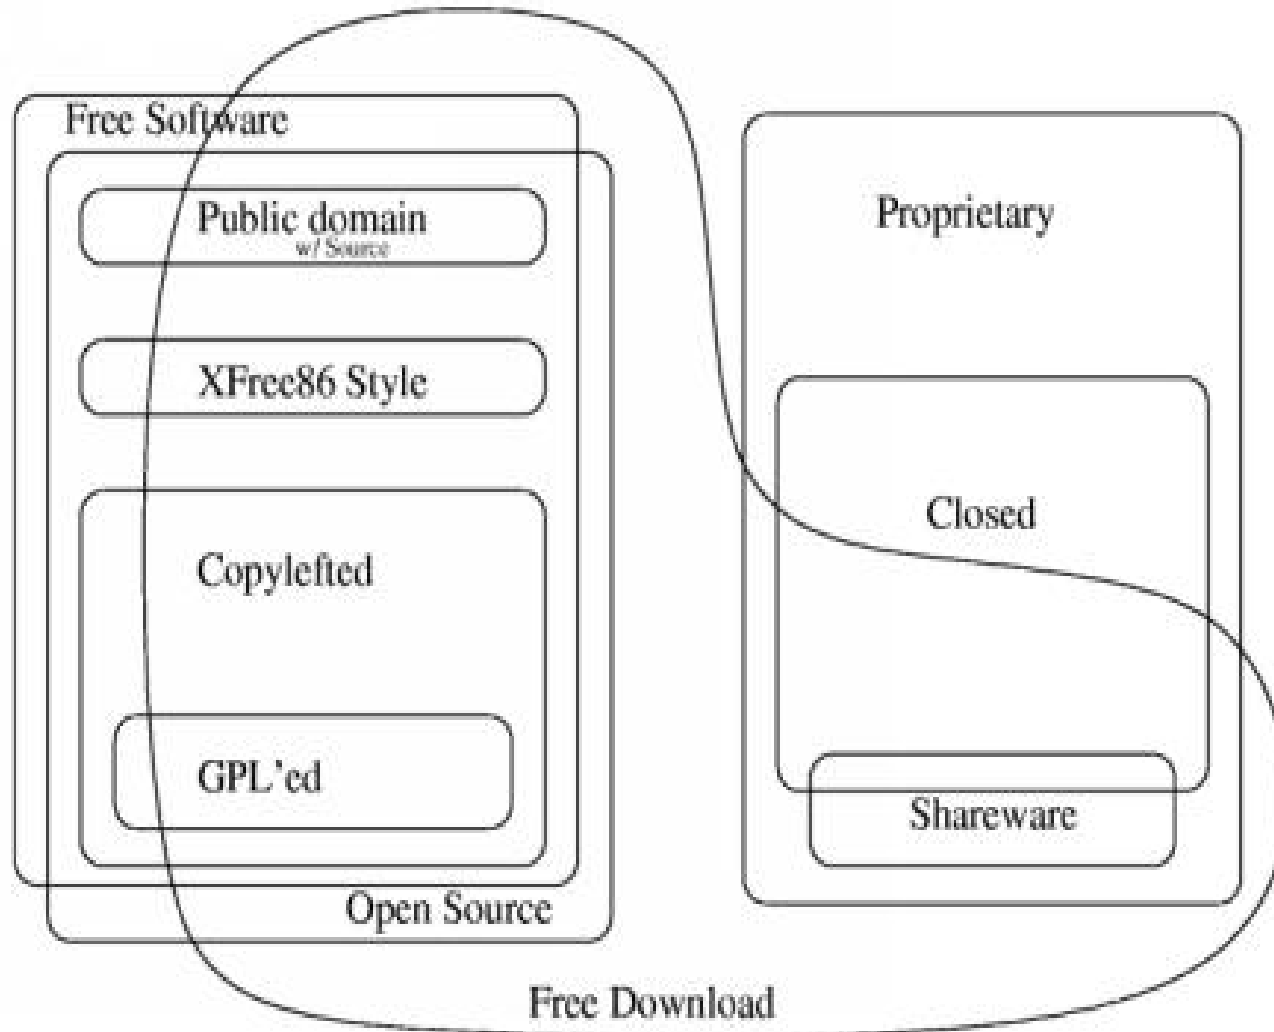 Free Software
Public domain
w/ Source
XFree86 Style
Copylefted
GPL'ed
Open Source
Proprietary
Closed
Shareware
Free Download